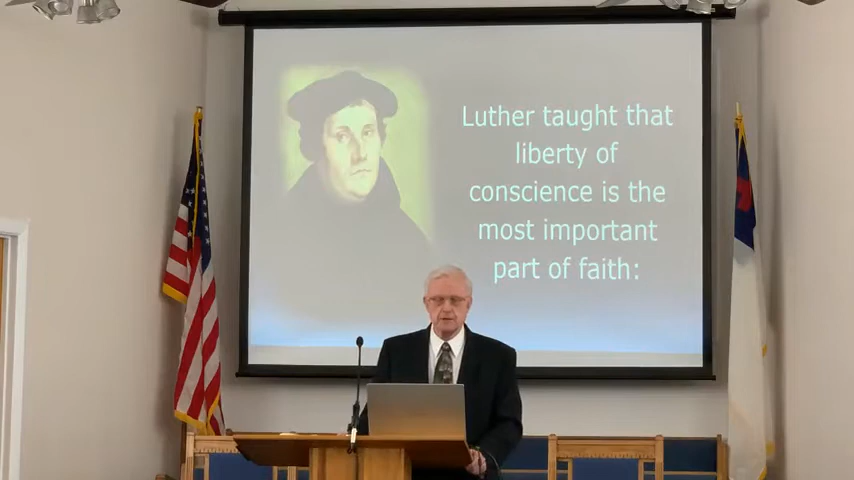 Luther taught that
liberty of
conscience is the
most important
part of faith: